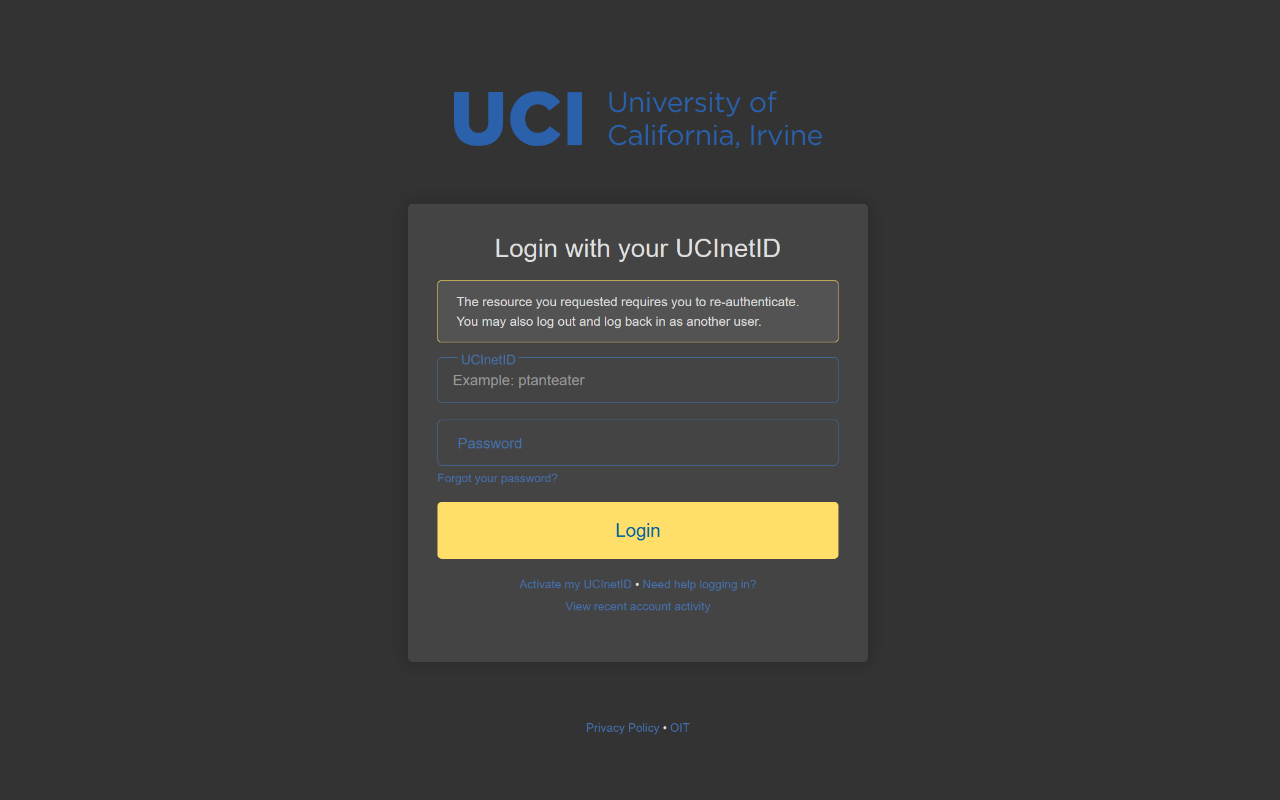 UCI University of
California, Irvine
Login with your UCInetID
The resource you requested requires you to re-authenticate.
You may also log out and log back in as another user.
UCInetID
Example: ptanteater
Password
Forgot your password?
Login
Activate my UCInetID • Need help logging in?
View recent account activity
Privacy Policy • OIT